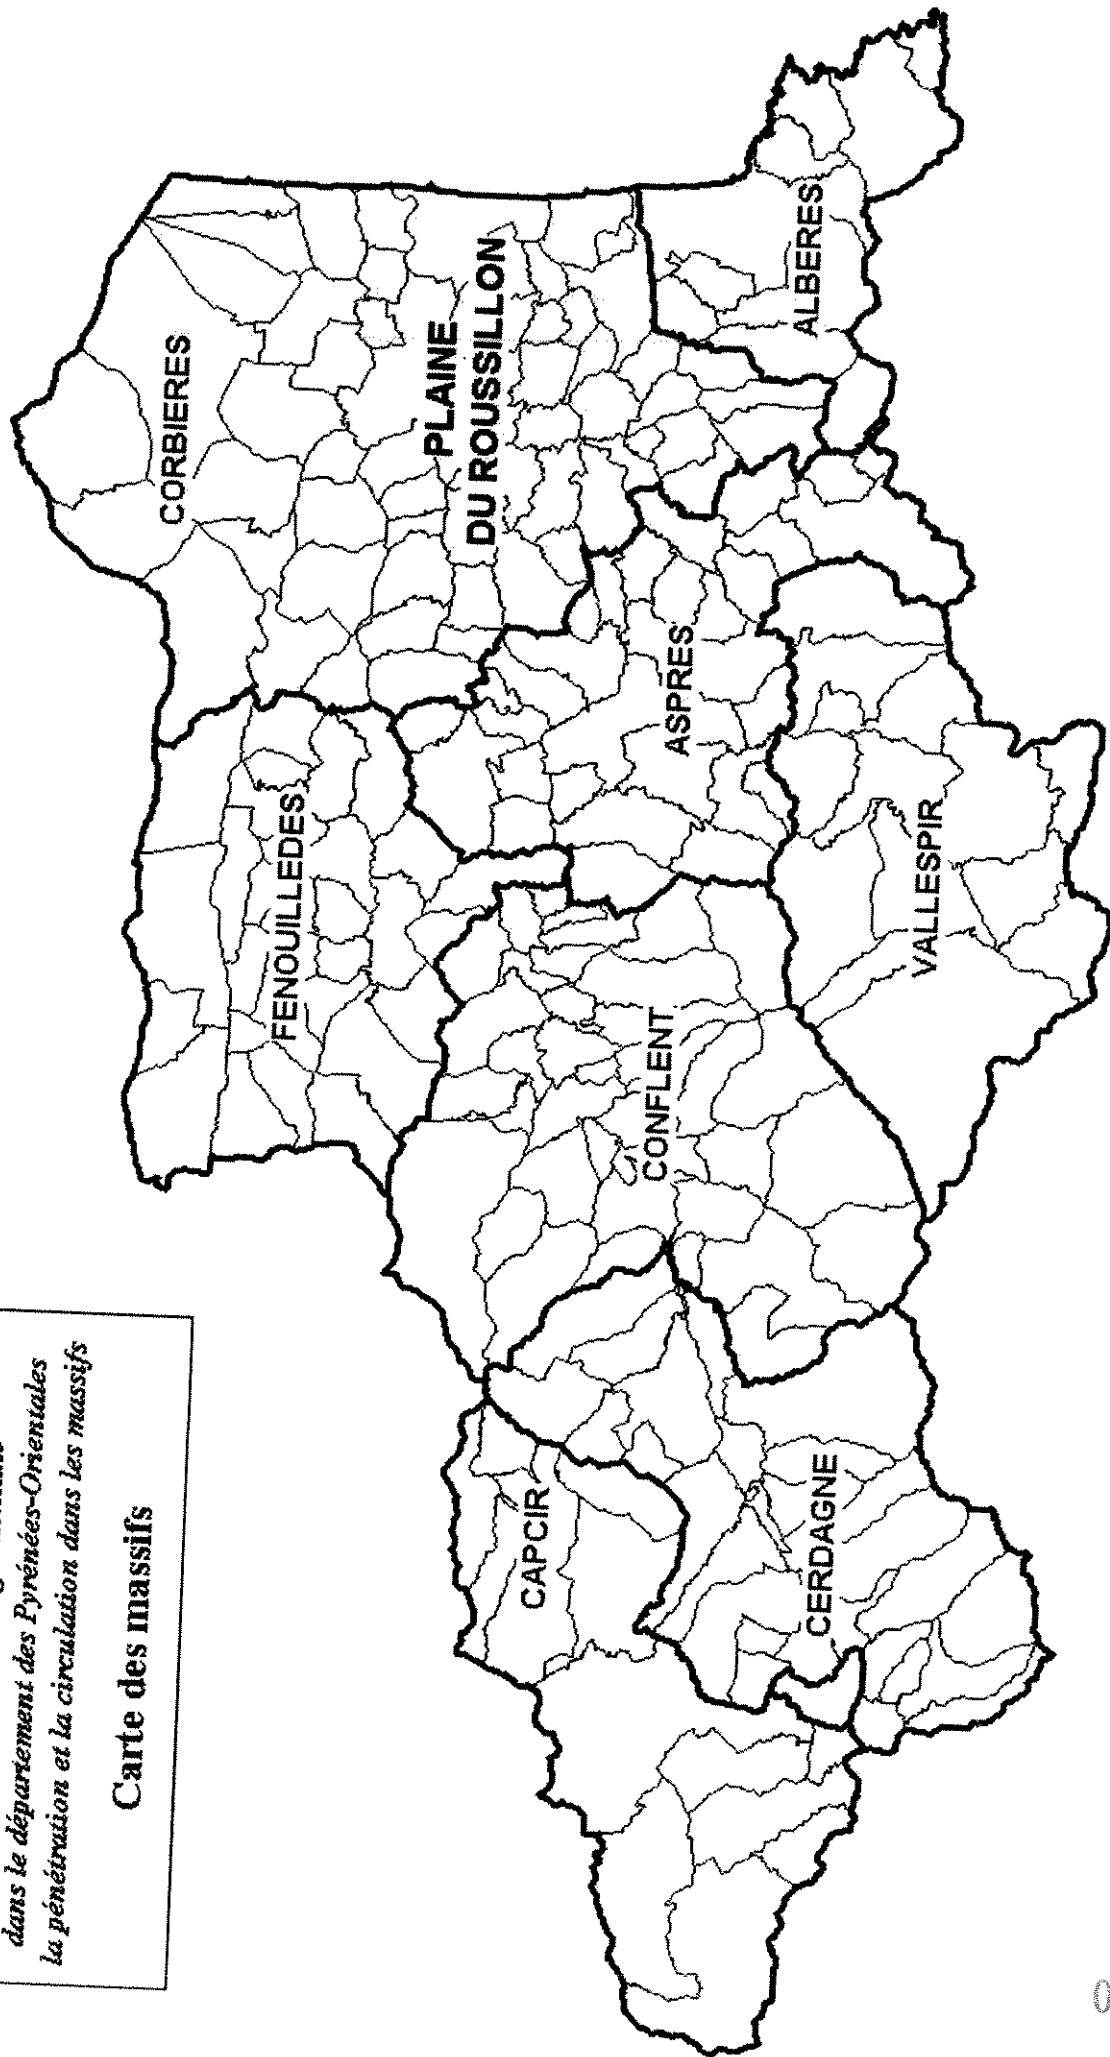 dans le département des Pyrénées-Orientales
la pénétration et la circulation dans les massifs
Carte des massifs
CORBIERES
FENOUILLEDES
PLAINE
DU ROUSSILLON
CAPCIR
CONFLENT
ASPRES
ALBERES
CERDAGNE
VALLESPIR
0